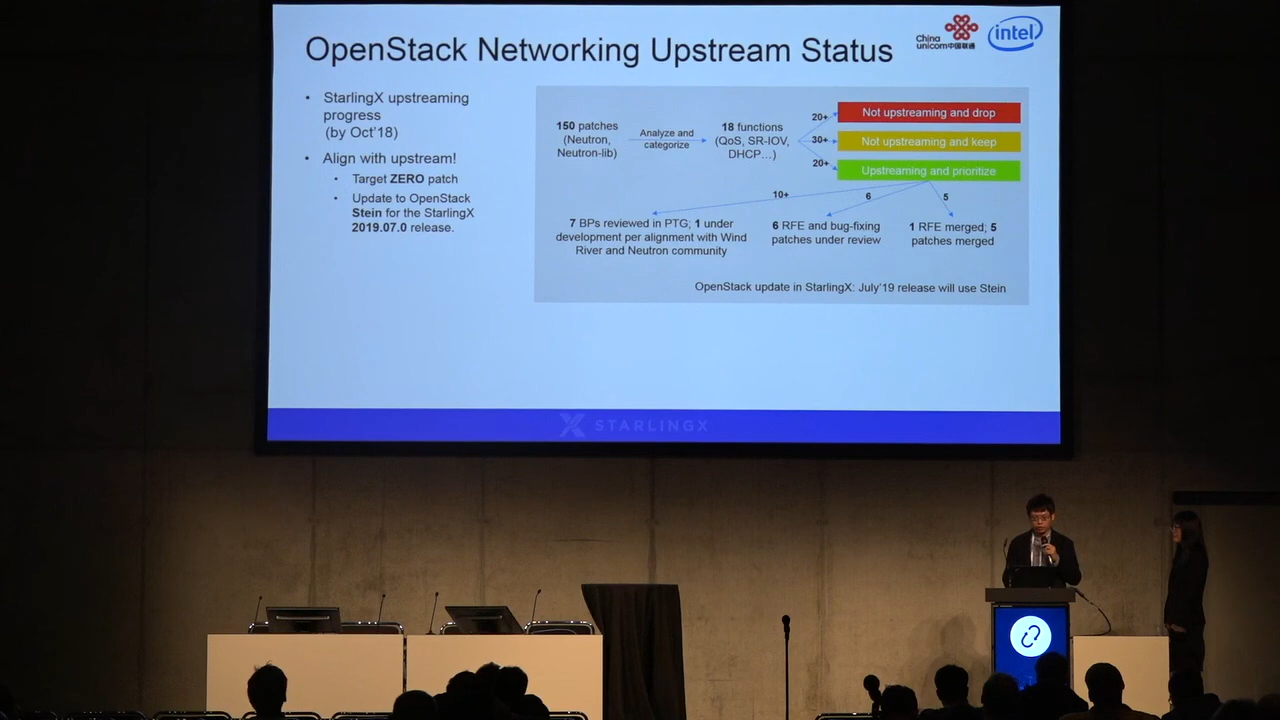 OpenStack Networking Upstream Status
China
unicom中国联通
intel
• StarlingX upstreaming
progress
(by Oct'18)
• Align with upstream!
• Target ZERO patch
• Update to OpenStack
Stein for the StarlingX
2019.07.0 release.
150 patches
(Neutron,
Neutron-lib)
Analyze and
categorize
18 functions
(QoS, SR-IOV,
DHCP…)
20+
Not upstreaming and drop
30+
Not upstreaming and keep
20+
Upstreaming and prioritize
10+
6
5
7 BPs reviewed in PTG; 1 under
development per alignment with Wind
River and Neutron community
6 RFE and bug-fixing
patches under review
1 RFE merged; 5
patches merged
OpenStack update in StarlingX: July'19 release will use Stein
STARLINGX